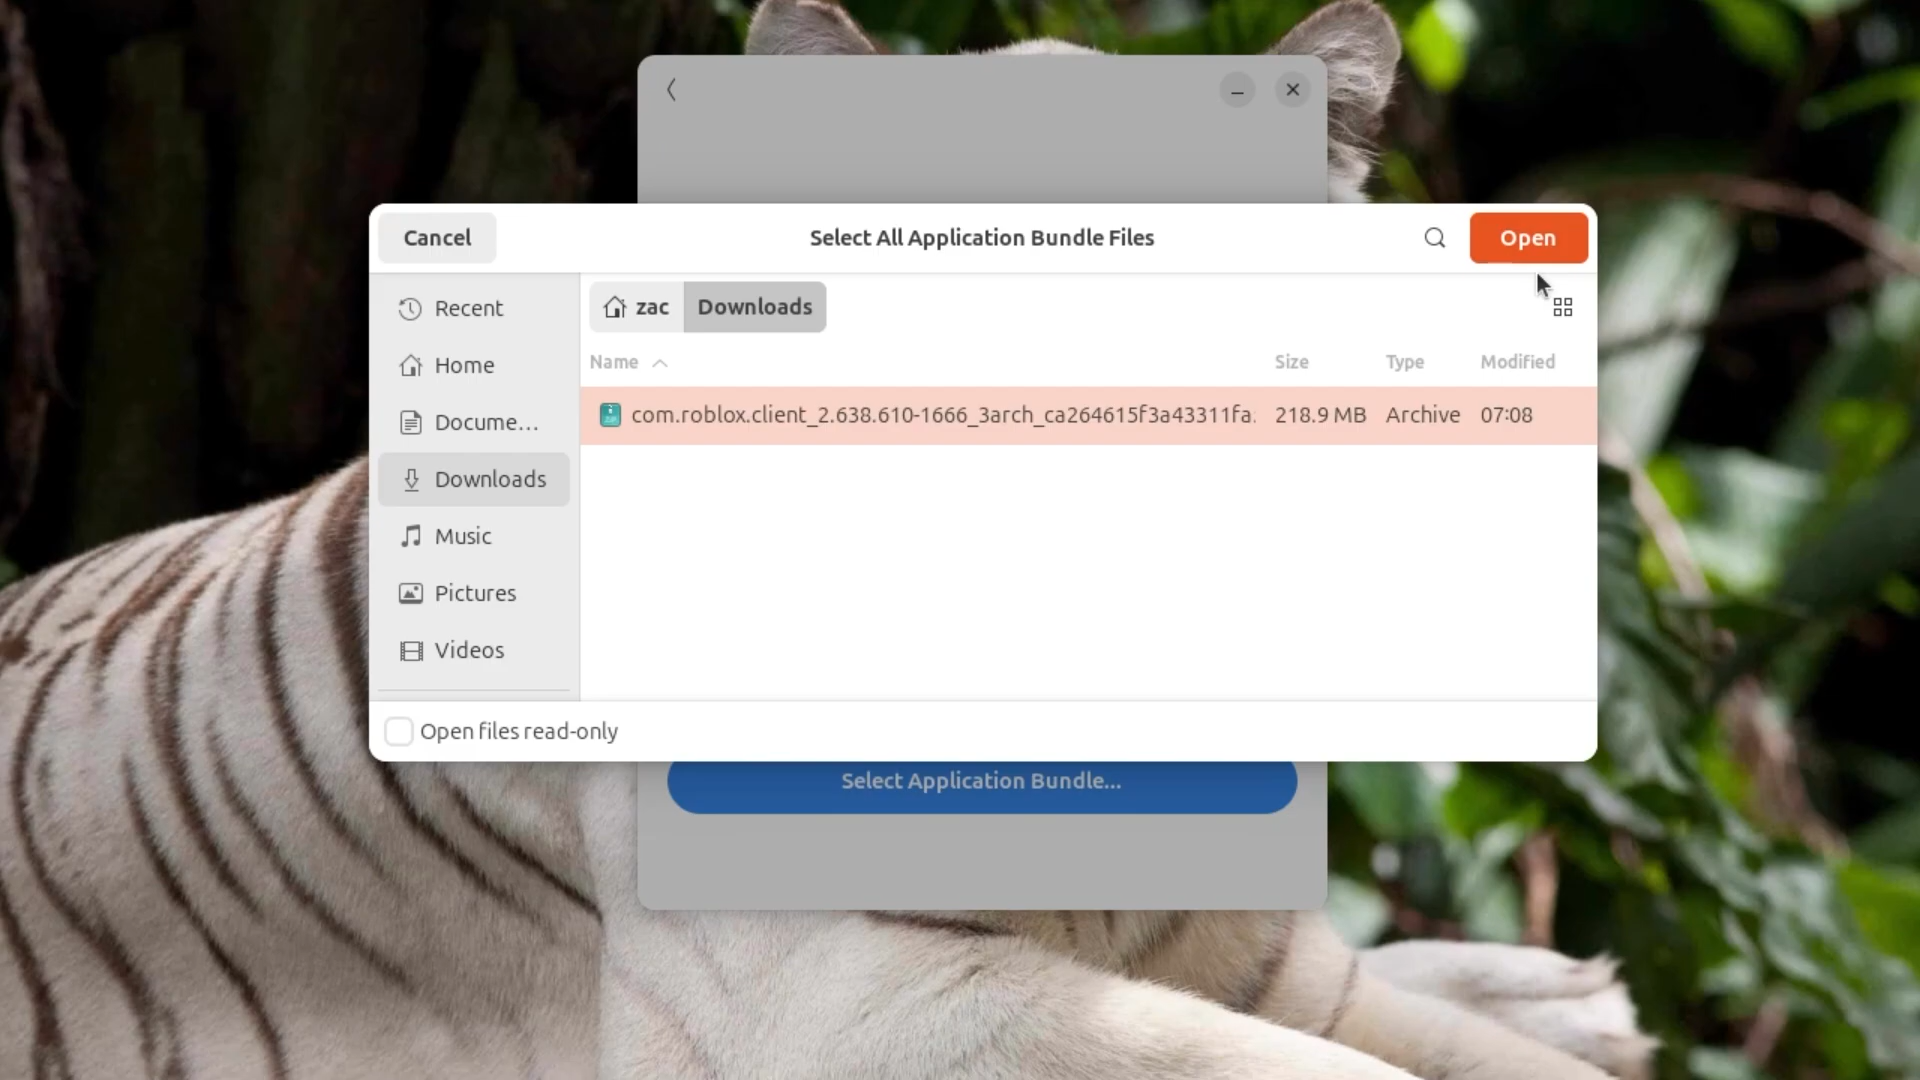 Cancel
Select All Application Bundle Files
Open
Recent
Home
Docume...
Downloads
Music
Pictures
Videos
zac
Downloads
Name
Size
Type
Modified
com.roblox.client_2.638.610-1666_3arch_ca264615f3a43311fa
218.9 MB
Archive
07:08
Open files read-only
Select Application Bundle...